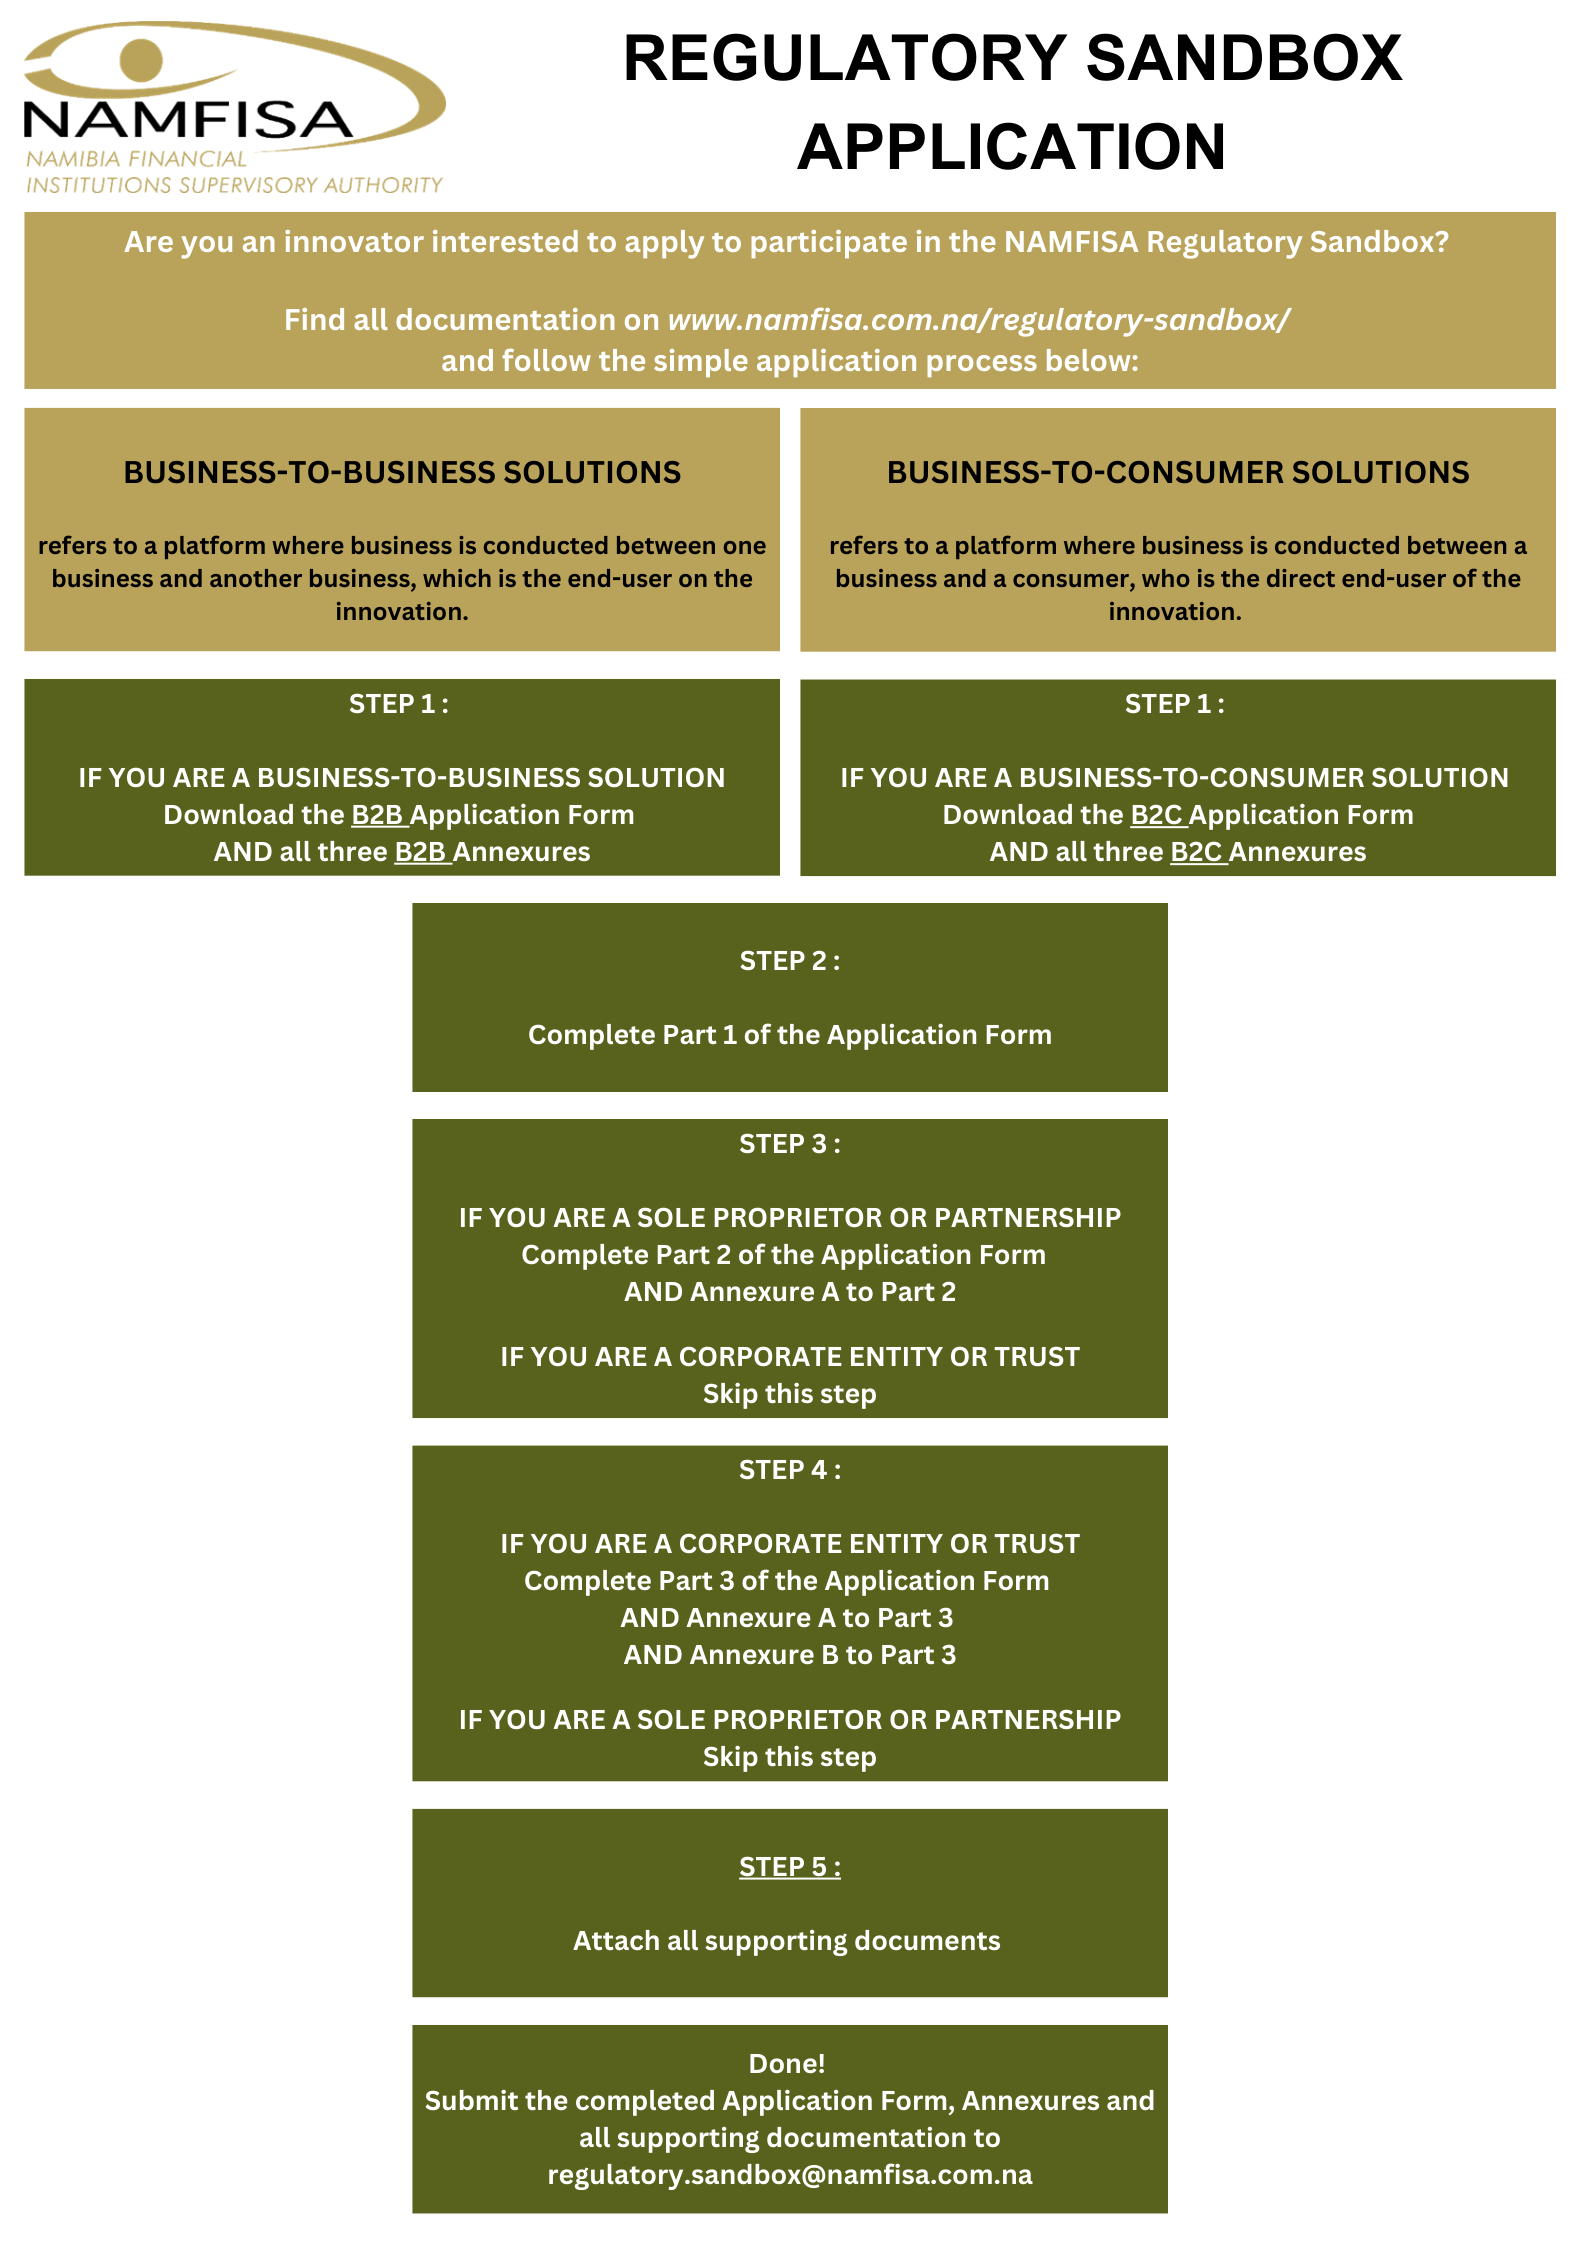 NAMFISA
NAMIBIA FINANCIAL
INSTITUTIONS SUPERVISORY AUTHORITY
REGULATORY SANDBOX
APPLICATION
Are you an innovator interested to apply to participate in the NAMFISA Regulatory Sandbox?
Find all documentation on www.namfisa.com.na/regulatory-sandbox/
and follow the simple application process below:
BUSINESS-TO-BUSINESS SOLUTIONS
refers to a platform where business is conducted between one
business and another business, which is the end-user on the
innovation.
BUSINESS-TO-CONSUMER SOLUTIONS
refers to a platform where business is conducted between a
business and a consumer, who is the direct end-user of the
innovation.
STEP 1 :
IF YOU ARE A BUSINESS-TO-BUSINESS SOLUTION
Download the B2B Application Form
AND all three B2B Annexures
STEP 1 :
IF YOU ARE A BUSINESS-TO-CONSUMER SOLUTION
Download the B2C Application Form
AND all three B2C Annexures
STEP 2 :
Complete Part 1 of the Application Form
STEP 3 :
IF YOU ARE A SOLE PROPRIETOR OR PARTNERSHIP
Complete Part 2 of the Application Form
AND Annexure A to Part 2
IF YOU ARE A CORPORATE ENTITY OR TRUST
Skip this step
STEP 4 :
IF YOU ARE A CORPORATE ENTITY OR TRUST
Complete Part 3 of the Application Form
AND Annexure A to Part 3
AND Annexure B to Part 3
IF YOU ARE A SOLE PROPRIETOR OR PARTNERSHIP
Skip this step
STEP 5 :
Attach all supporting documents
Done!
Submit the completed Application Form, Annexures and
all supporting documentation to
regulatory.sandbox@namfisa.com.na